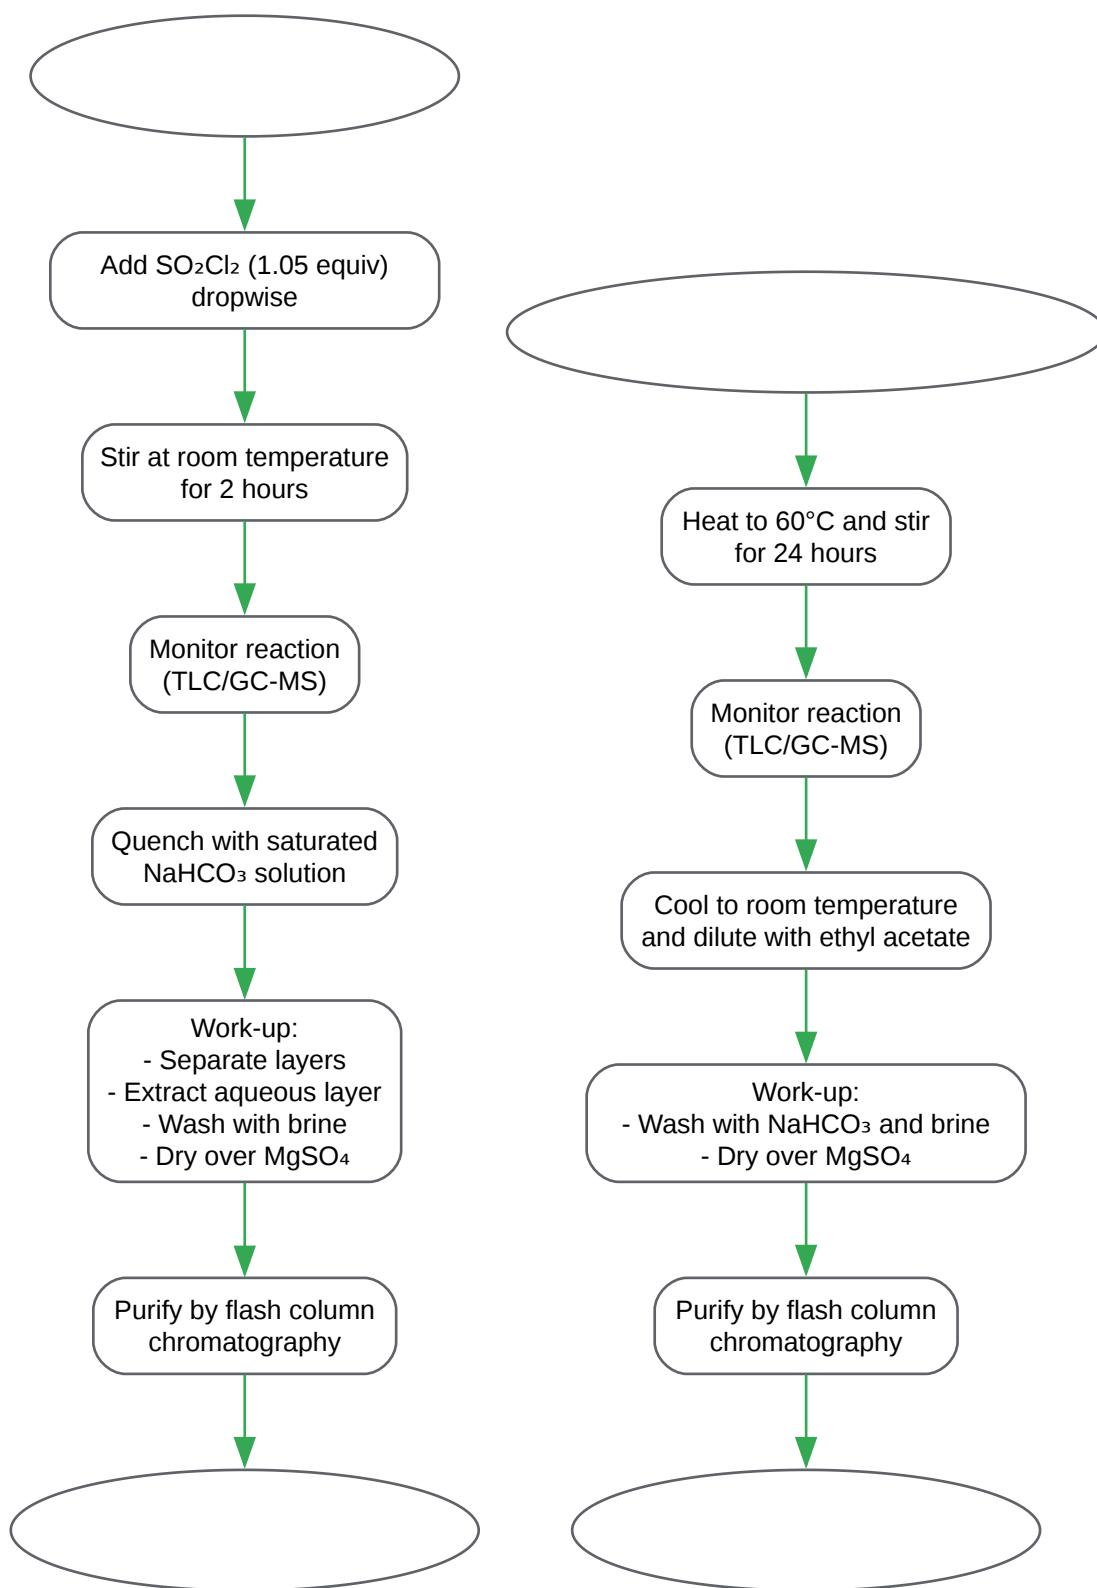 Add SO₂Cl₂ (1.05 equiv)
dropwise
Stir at room temperature
for 2 hours
Monitor reaction
(TLC/GC-MS)
Quench with saturated
NaHCO₃ solution
Work-up:
- Separate layers
- Extract aqueous layer
- Wash with brine
- Dry over MgSO₄
Purify by flash column
chromatography
Heat to 60°C and stir
for 24 hours
Monitor reaction
(TLC/GC-MS)
Cool to room temperature
and dilute with ethyl acetate
Work-up:
- Wash with NaHCO₃ and brine
- Dry over MgSO₄
Purify by flash column
chromatography